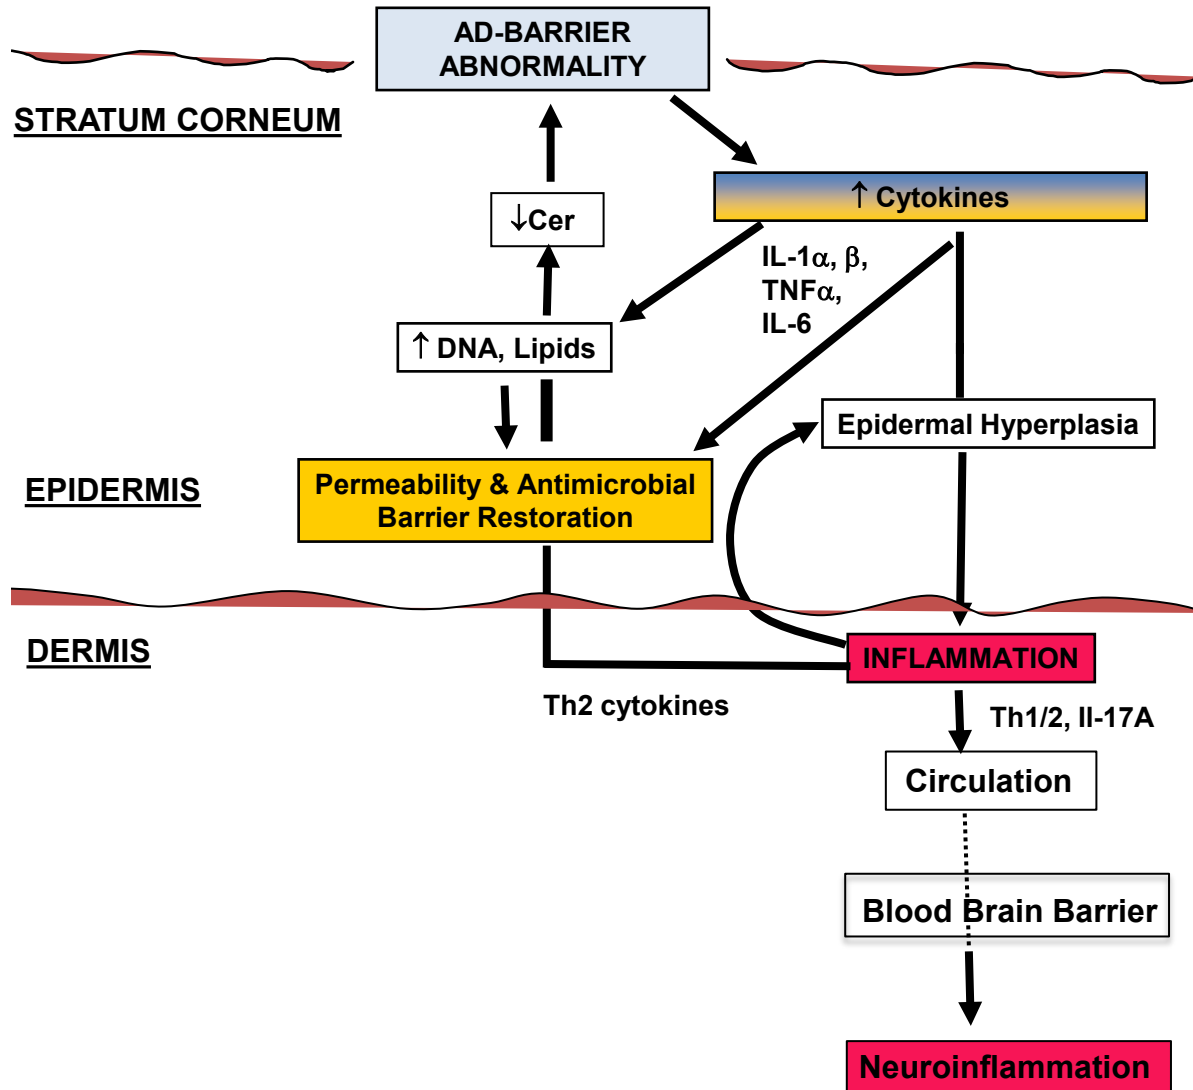 AD-BARRIER
ABNORMALITY
STRATUM CORNEUM
↑ Cytokines
↓Cer
IL-1α, β,
TNFα,
IL-6
↑ DNA, Lipids
Epidermal Hyperplasia
EPIDERMIS
Permeability & Antimicrobial
Barrier Restoration
DERMIS
INFLAMMATION
Th2 cytokines
Th1/2, Il-17A
Circulation
Blood Brain Barrier
Neuroinflammation